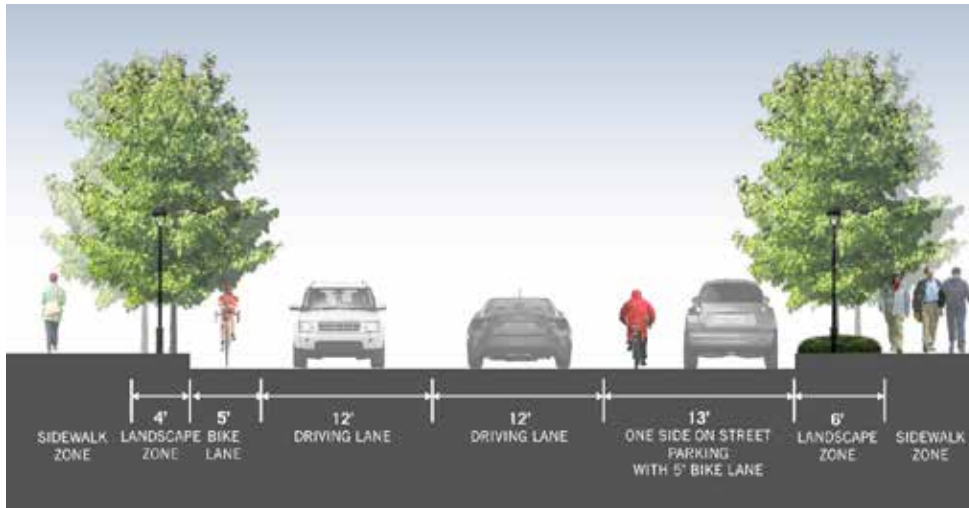 4'
5'
12'
12'
13'
6'
SIDEWALK
ZONE
LANDSCAPE
ZONE
BIKE
LANE
DRIVING LANE
DRIVING LANE
ONE SIDE ON STREET
PARKING
WITH 5' BIKE LANE
LANDSCAPE
ZONE
SIDEWALK
ZONE